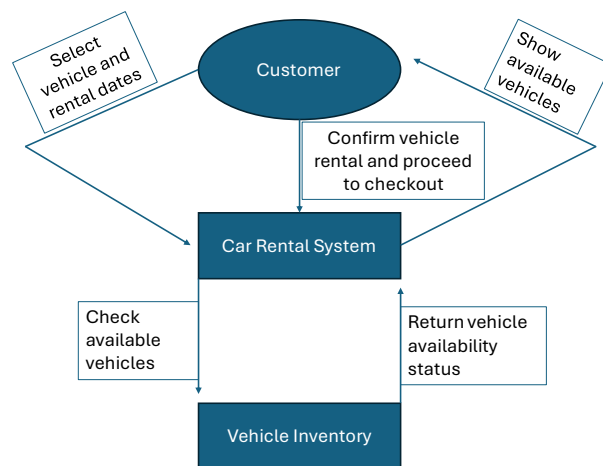 Select
vehicle and
rental dates
Customer
Show
available
vehicles
Confirm vehicle
rental and proceed
to checkout
Car Rental System
Check
available
vehicles
Return vehicle
availability
status
Vehicle Inventory